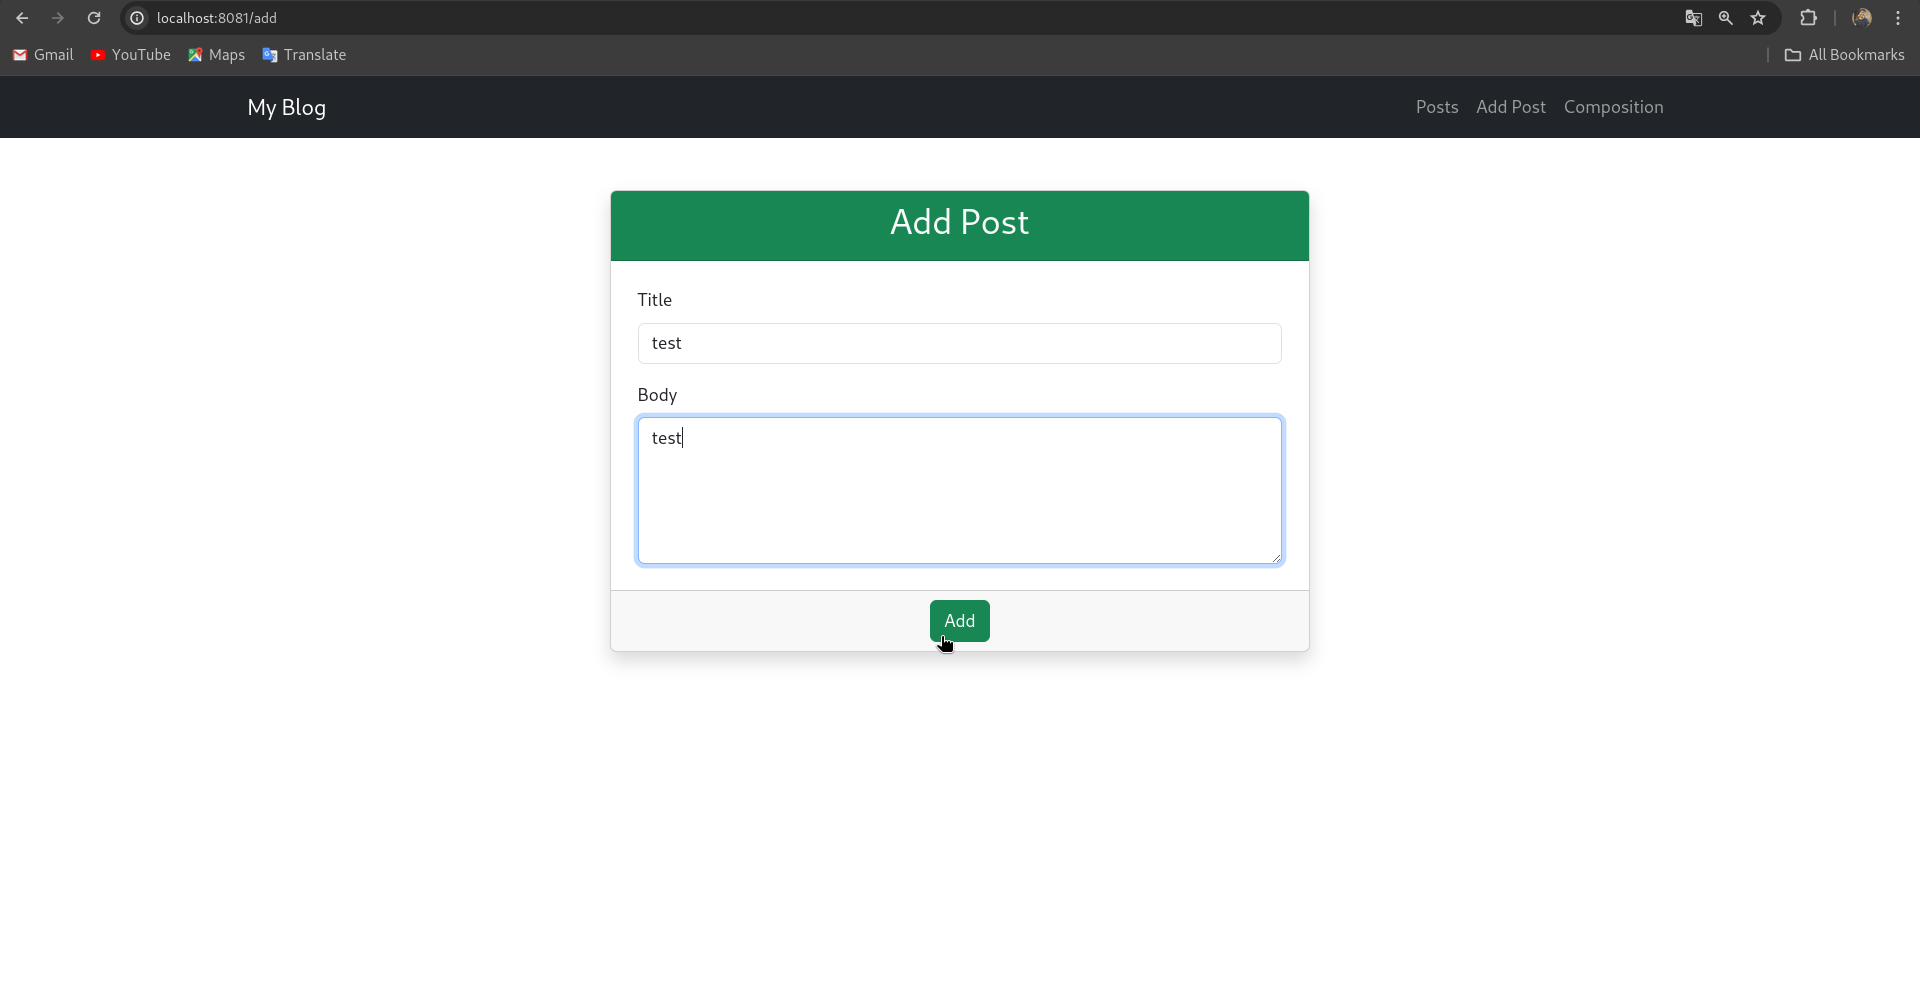 localhost:8081/add
Gmail YouTube Maps Translate All Bookmarks
My Blog Posts Add Post Composition
Add Post
Title
test
Body
test
Add